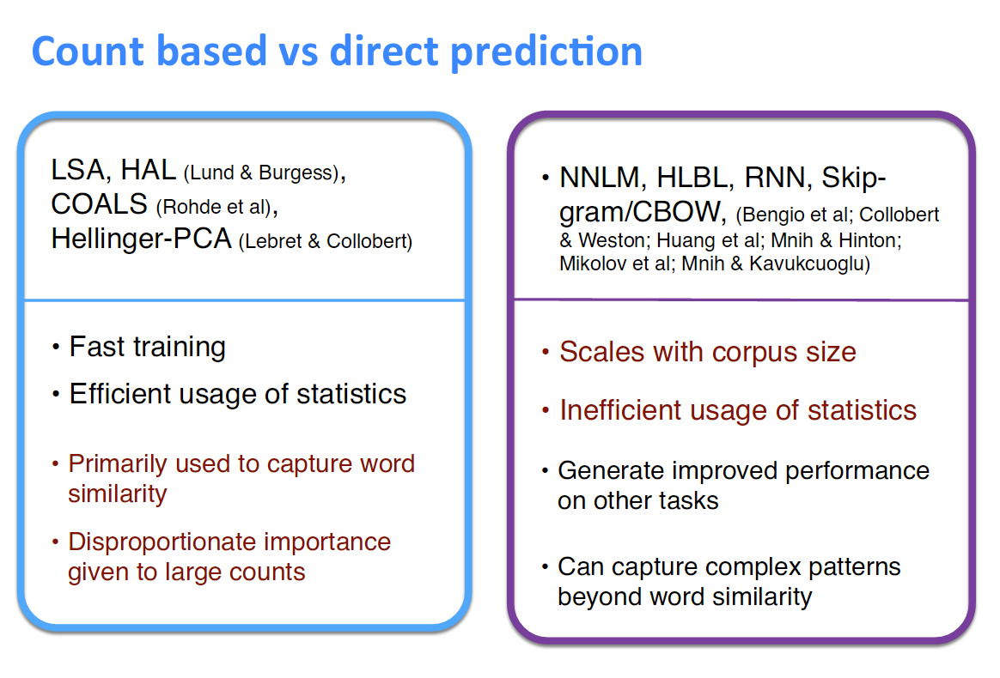 Count based vs direct prediction
LSA, HAL (Lund & Burgess),
COALS (Rohde et al),
Hellinger-PCA (Lebret & Collobert)
• Fast training
• Efficient usage of statistics
• Primarily used to capture word
similarity
• Disproportionate importance
given to large counts
• NNLM, HLBL, RNN, Skip-
gram/CBOW, (Bengio et al; Collobert
& Weston; Huang et al; Mnih & Hinton;
Mikolov et al; Mnih & Kavukcuoglu)
• Scales with corpus size
• Inefficient usage of statistics
• Generate improved performance
on other tasks
• Can capture complex patterns
beyond word similarity